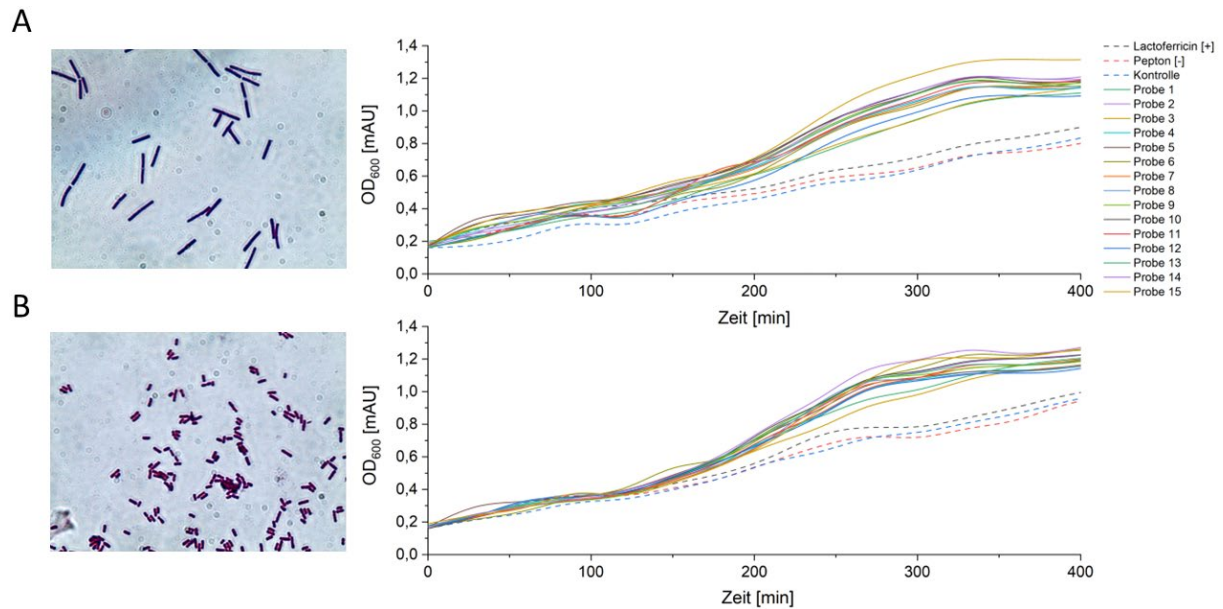 A
OD600 [mAU]
1,4
1,2
1,0
0,8
0,6
0,4
0,2
0,0
0
100
200
300
400
Zeit [min]
Lactoferricin [+]
Pepton [-]
Kontrolle
Probe 1
Probe 2
Probe 3
Probe 4
Probe 5
Probe 6
Probe 7
Probe 8
Probe 9
Probe 10
Probe 11
Probe 12
Probe 13
Probe 14
Probe 15
B
OD600 [mAU]
1,4
1,2
1,0
0,8
0,6
0,4
0,2
0,0
0
100
200
300
400
Zeit [min]